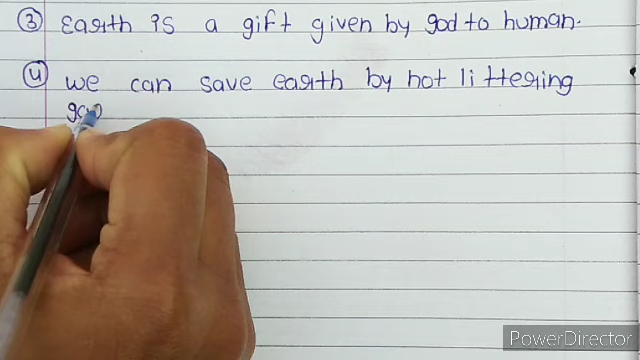 ③ Earth is a gift given by god to human.
④ we can save earth by not littering
PowerDirector